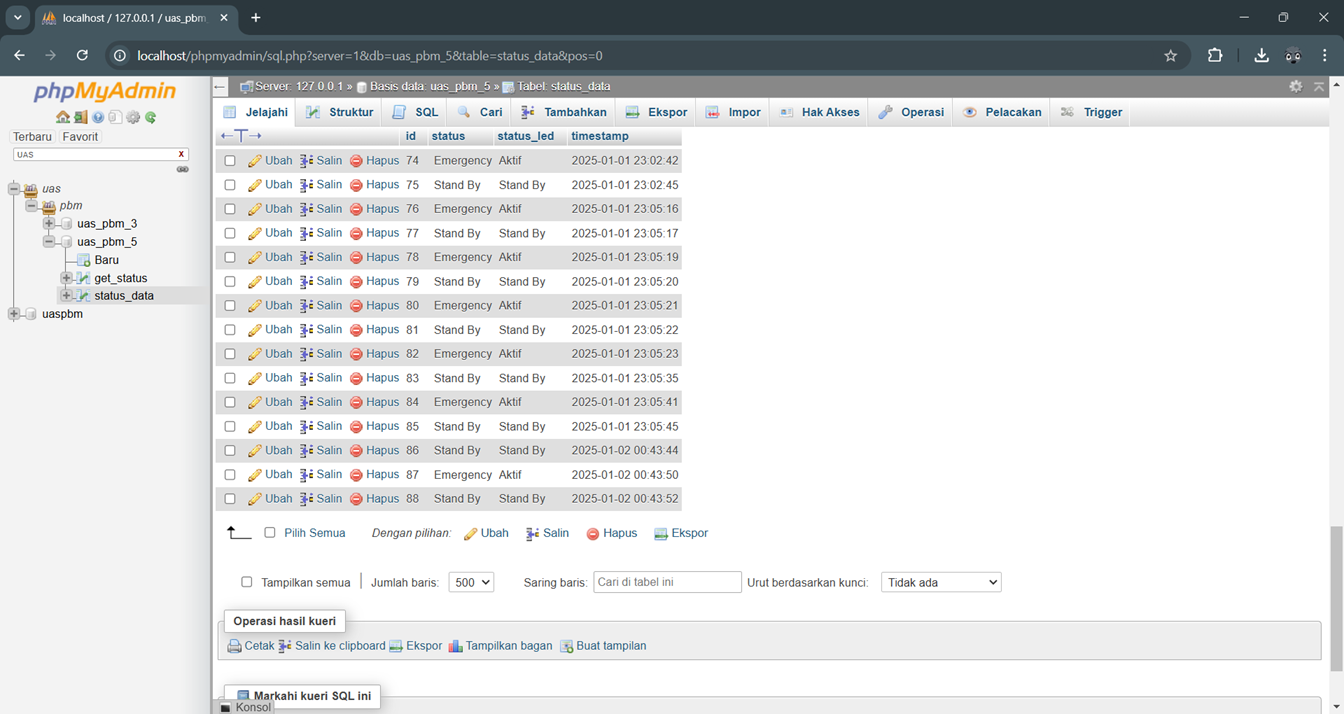 localhost / 127.0.0.1 / uas_pbm
localhost/phpmyadmin/sql.php?server=1&db=uas_pbm_5&table=status_data&pos=0
phpMyAdmin
Terbaru Favorit
UAS X
uas
pbm
uas_pbm_3
uas_pbm_5
Baru
get_status
status_data
uaspbm
Server: 127.0.0.1 » Basis data: uas_pbm_5 » Tabel: status_data
Jelajahi Struktur SQL Cari Tambahkan Ekspor Impor Hak Akses Operasi Pelacakan Trigger
←T→ id status status_led timestamp
Ubah Salin Hapus 74 Emergency Aktif 2025-01-01 23:02:42
Ubah Salin Hapus 75 Stand By Stand By 2025-01-01 23:02:45
Ubah Salin Hapus 76 Emergency Aktif 2025-01-01 23:05:16
Ubah Salin Hapus 77 Stand By Stand By 2025-01-01 23:05:17
Ubah Salin Hapus 78 Emergency Aktif 2025-01-01 23:05:19
Ubah Salin Hapus 79 Stand By Stand By 2025-01-01 23:05:20
Ubah Salin Hapus 80 Emergency Aktif 2025-01-01 23:05:21
Ubah Salin Hapus 81 Stand By Stand By 2025-01-01 23:05:22
Ubah Salin Hapus 82 Emergency Aktif 2025-01-01 23:05:23
Ubah Salin Hapus 83 Stand By Stand By 2025-01-01 23:05:35
Ubah Salin Hapus 84 Emergency Aktif 2025-01-01 23:05:41
Ubah Salin Hapus 85 Stand By Stand By 2025-01-01 23:05:45
Ubah Salin Hapus 86 Stand By Stand By 2025-01-02 00:43:44
Ubah Salin Hapus 87 Emergency Aktif 2025-01-02 00:43:50
Ubah Salin Hapus 88 Stand By Stand By 2025-01-02 00:43:52
Pilih Semua Dengan pilihan: Ubah Salin Hapus Ekspor
Tampilkan semua | Jumlah baris: 500 Saring baris: Cari di tabel ini Urut berdasarkan kunci: Tidak ada
Operasi hasil kueri
Cetak Salin ke clipboard Ekspor Tampilkan bagan Buat tampilan
Markahi kueri SQL ini
Konsol